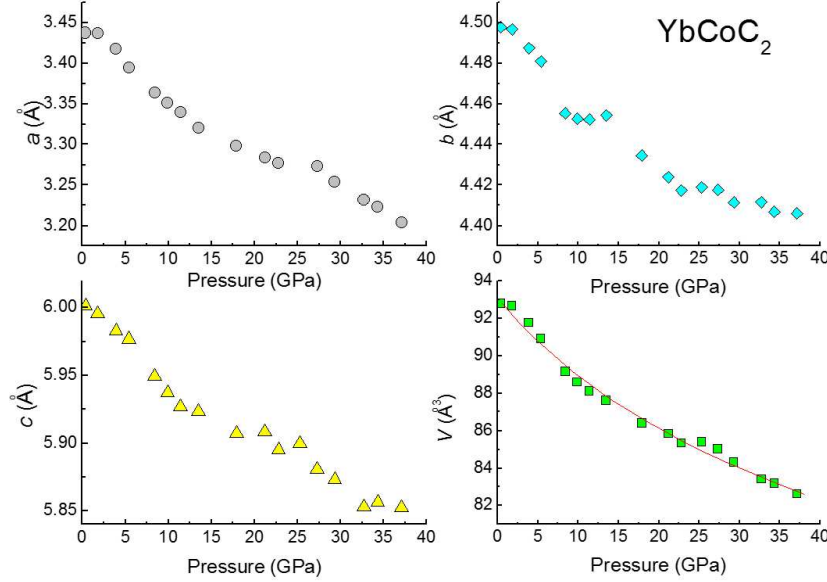 YbCoC₂
3.45
3.40
3.35
3.30
3.25
3.20
a (Å)
0 5 10 15 20 25 30 35 40
Pressure (GPa)
4.50
4.48
4.46
4.44
4.42
4.40
b (Å)
0 5 10 15 20 25 30 35 40
Pressure (GPa)
6.00
5.95
5.90
5.85
c (Å)
0 5 10 15 20 25 30 35 40
Pressure (GPa)
94
92
90
88
86
84
82
V (Å³)
0 5 10 15 20 25 30 35 40
Pressure (GPa)